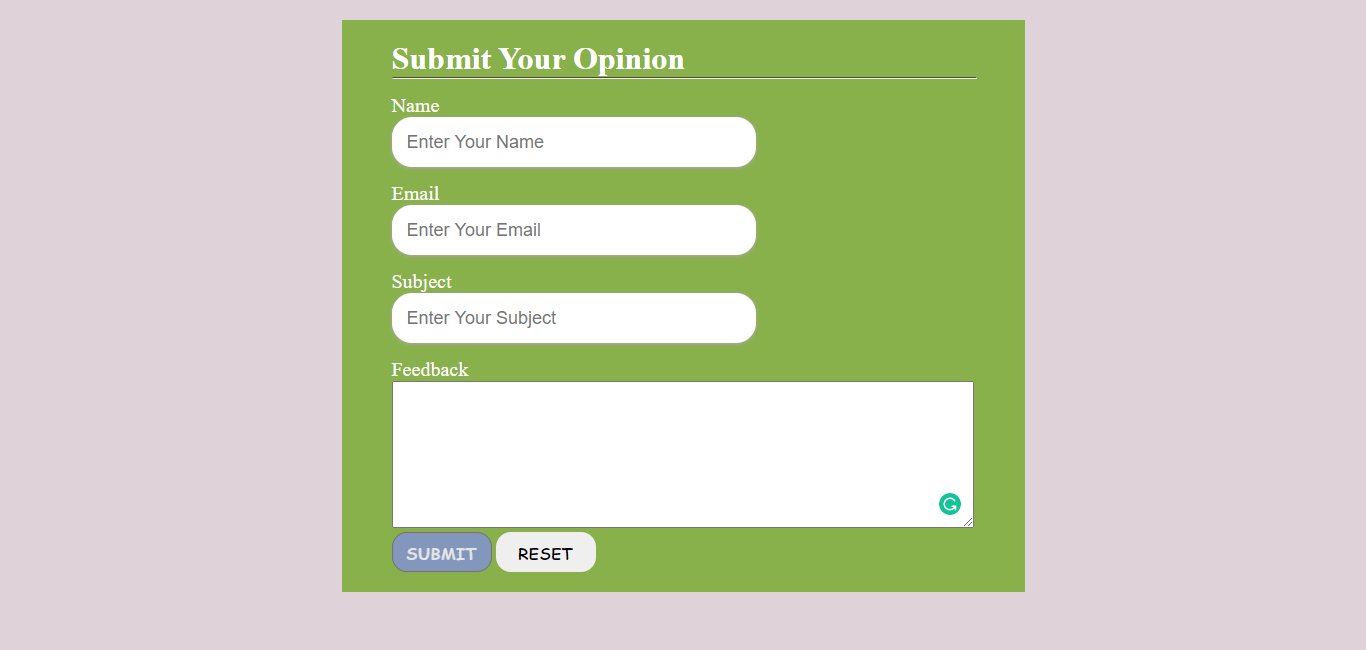 Submit Your Opinion
Name
Enter Your Name
Email
Enter Your Email
Subject
Enter Your Subject
Feedback
SUBMIT RESET